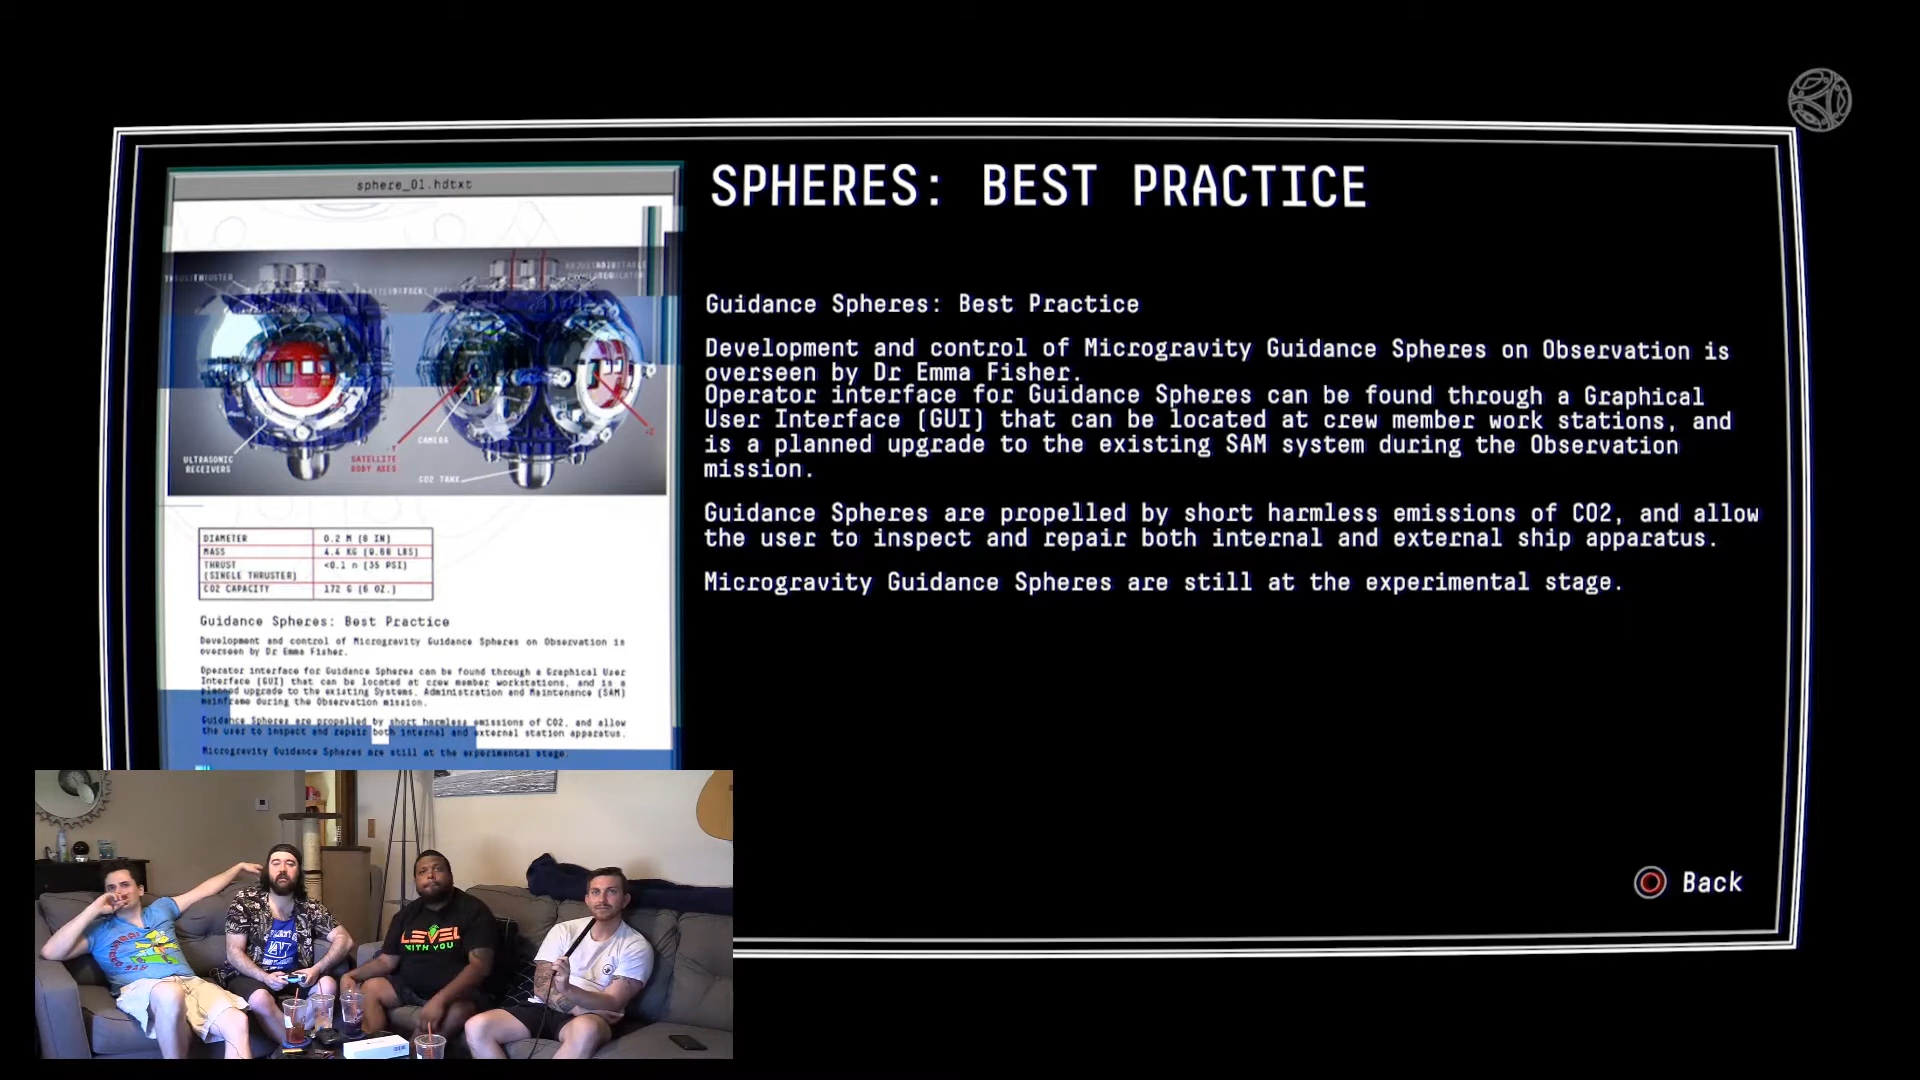 sphere_01.hdtxt
CAMERA
ULTRASONIC
RECEIVERS
-Y
SATELLITE
BODY AXES
CO2 TANK
-Z
DIAMETER 0.2 M (8 IN)
MASS 4.4 KG (9.68 LBS)
THRUST <0.1 n (35 PSI)
(SINGLE THRUSTER)
CO2 CAPACITY 172 G (6 OZ.)
Guidance Spheres: Best Practice
Development and control of Microgravity Guidance Spheres on Observation is
overseen by Dr Emma Fisher.
Operator interface for Guidance Spheres can be found through a Graphical User
Interface (GUI) that can be located at crew member workstations, and is a
planned upgrade to the existing Systems, Administration and Maintenance (SAM)
mainframe during the Observation mission.
Guidance Spheres are propelled by short harmless emissions of CO2, and allow
the user to inspect and repair both internal and external station apparatus.
Microgravity Guidance Spheres are still at the experimental stage.
SPHERES: BEST PRACTICE
Guidance Spheres: Best Practice
Development and control of Microgravity Guidance Spheres on Observation is
overseen by Dr Emma Fisher.
Operator interface for Guidance Spheres can be found through a Graphical
User Interface (GUI) that can be located at crew member work stations, and
is a planned upgrade to the existing SAM system during the Observation
mission.
Guidance Spheres are propelled by short harmless emissions of CO2, and allow
the user to inspect and repair both internal and external ship apparatus.
Microgravity Guidance Spheres are still at the experimental stage.
Back
LEVEL
WITH YOU